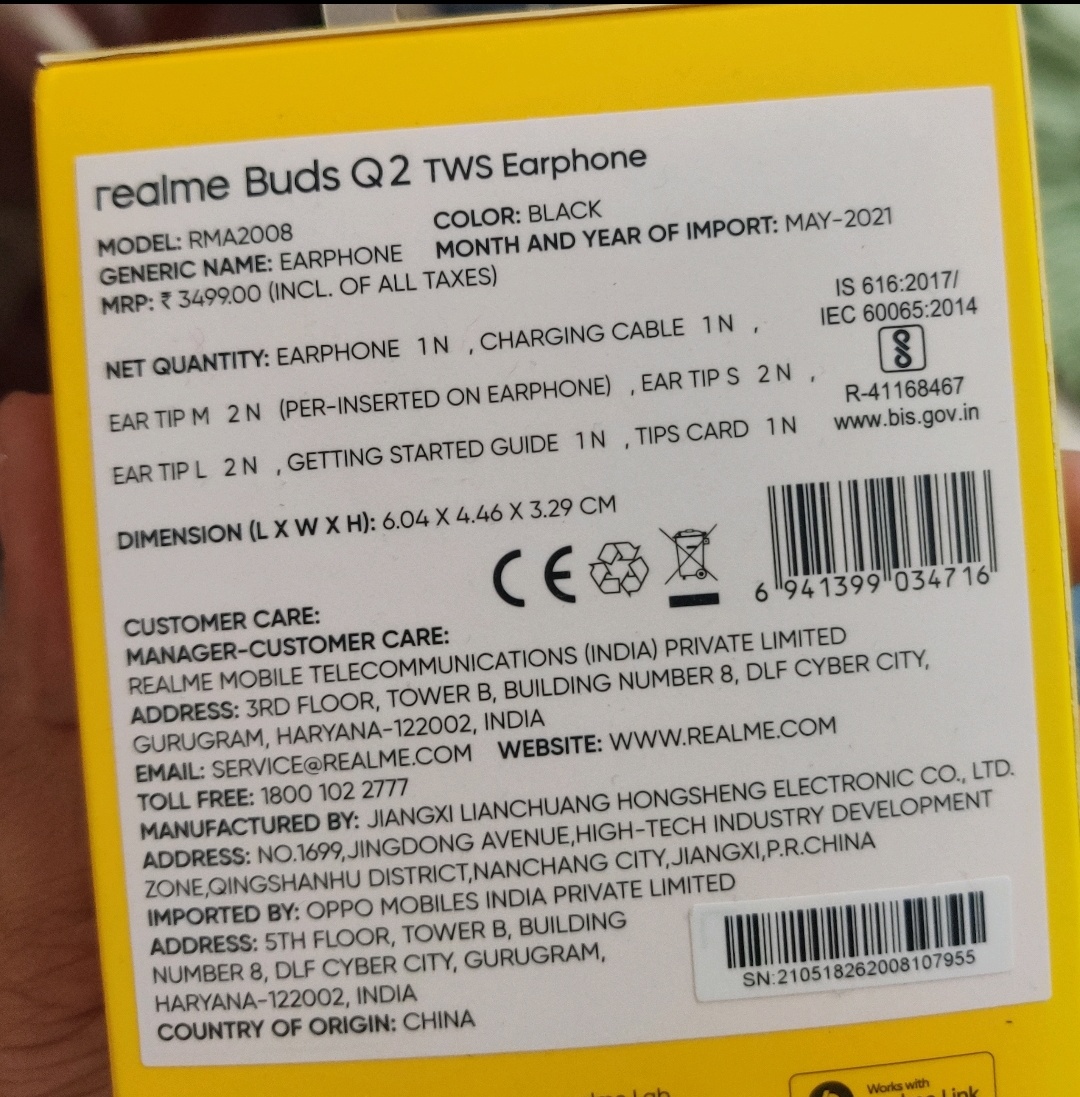 realme Buds Q2 TWS Earphone
MODEL: RMA2008 COLOR: BLACK
GENERIC NAME: EARPHONE MONTH AND YEAR OF IMPORT: MAY-2021
MRP: ₹ 3499.00 (INCL. OF ALL TAXES)
IS 616:2017/
IEC 60065:2014
R-41168467
www.bis.gov.in
NET QUANTITY: EARPHONE 1 N , CHARGING CABLE 1 N ,
EAR TIP M 2 N (PER-INSERTED ON EARPHONE) , EAR TIP S 2 N ,
EAR TIP L 2 N , GETTING STARTED GUIDE 1 N , TIPS CARD 1 N
DIMENSION (L X W X H): 6.04 X 4.46 X 3.29 CM
CE
6 941399 034716
CUSTOMER CARE:
MANAGER-CUSTOMER CARE:
REALME MOBILE TELECOMMUNICATIONS (INDIA) PRIVATE LIMITED
ADDRESS: 3RD FLOOR, TOWER B, BUILDING NUMBER 8, DLF CYBER CITY,
GURUGRAM, HARYANA-122002, INDIA
EMAIL: SERVICE@REALME.COM WEBSITE: WWW.REALME.COM
TOLL FREE: 1800 102 2777
MANUFACTURED BY: JIANGXI LIANCHUANG HONGSHENG ELECTRONIC CO., LTD.
ADDRESS: NO.1699,JINGDONG AVENUE,HIGH-TECH INDUSTRY DEVELOPMENT
ZONE,QINGSHANHU DISTRICT,NANCHANG CITY,JIANGXI,P.R.CHINA
IMPORTED BY: OPPO MOBILES INDIA PRIVATE LIMITED
ADDRESS: 5TH FLOOR, TOWER B, BUILDING
NUMBER 8, DLF CYBER CITY, GURUGRAM,
HARYANA-122002, INDIA
COUNTRY OF ORIGIN: CHINA
SN:210518262008107955
Works with
Link